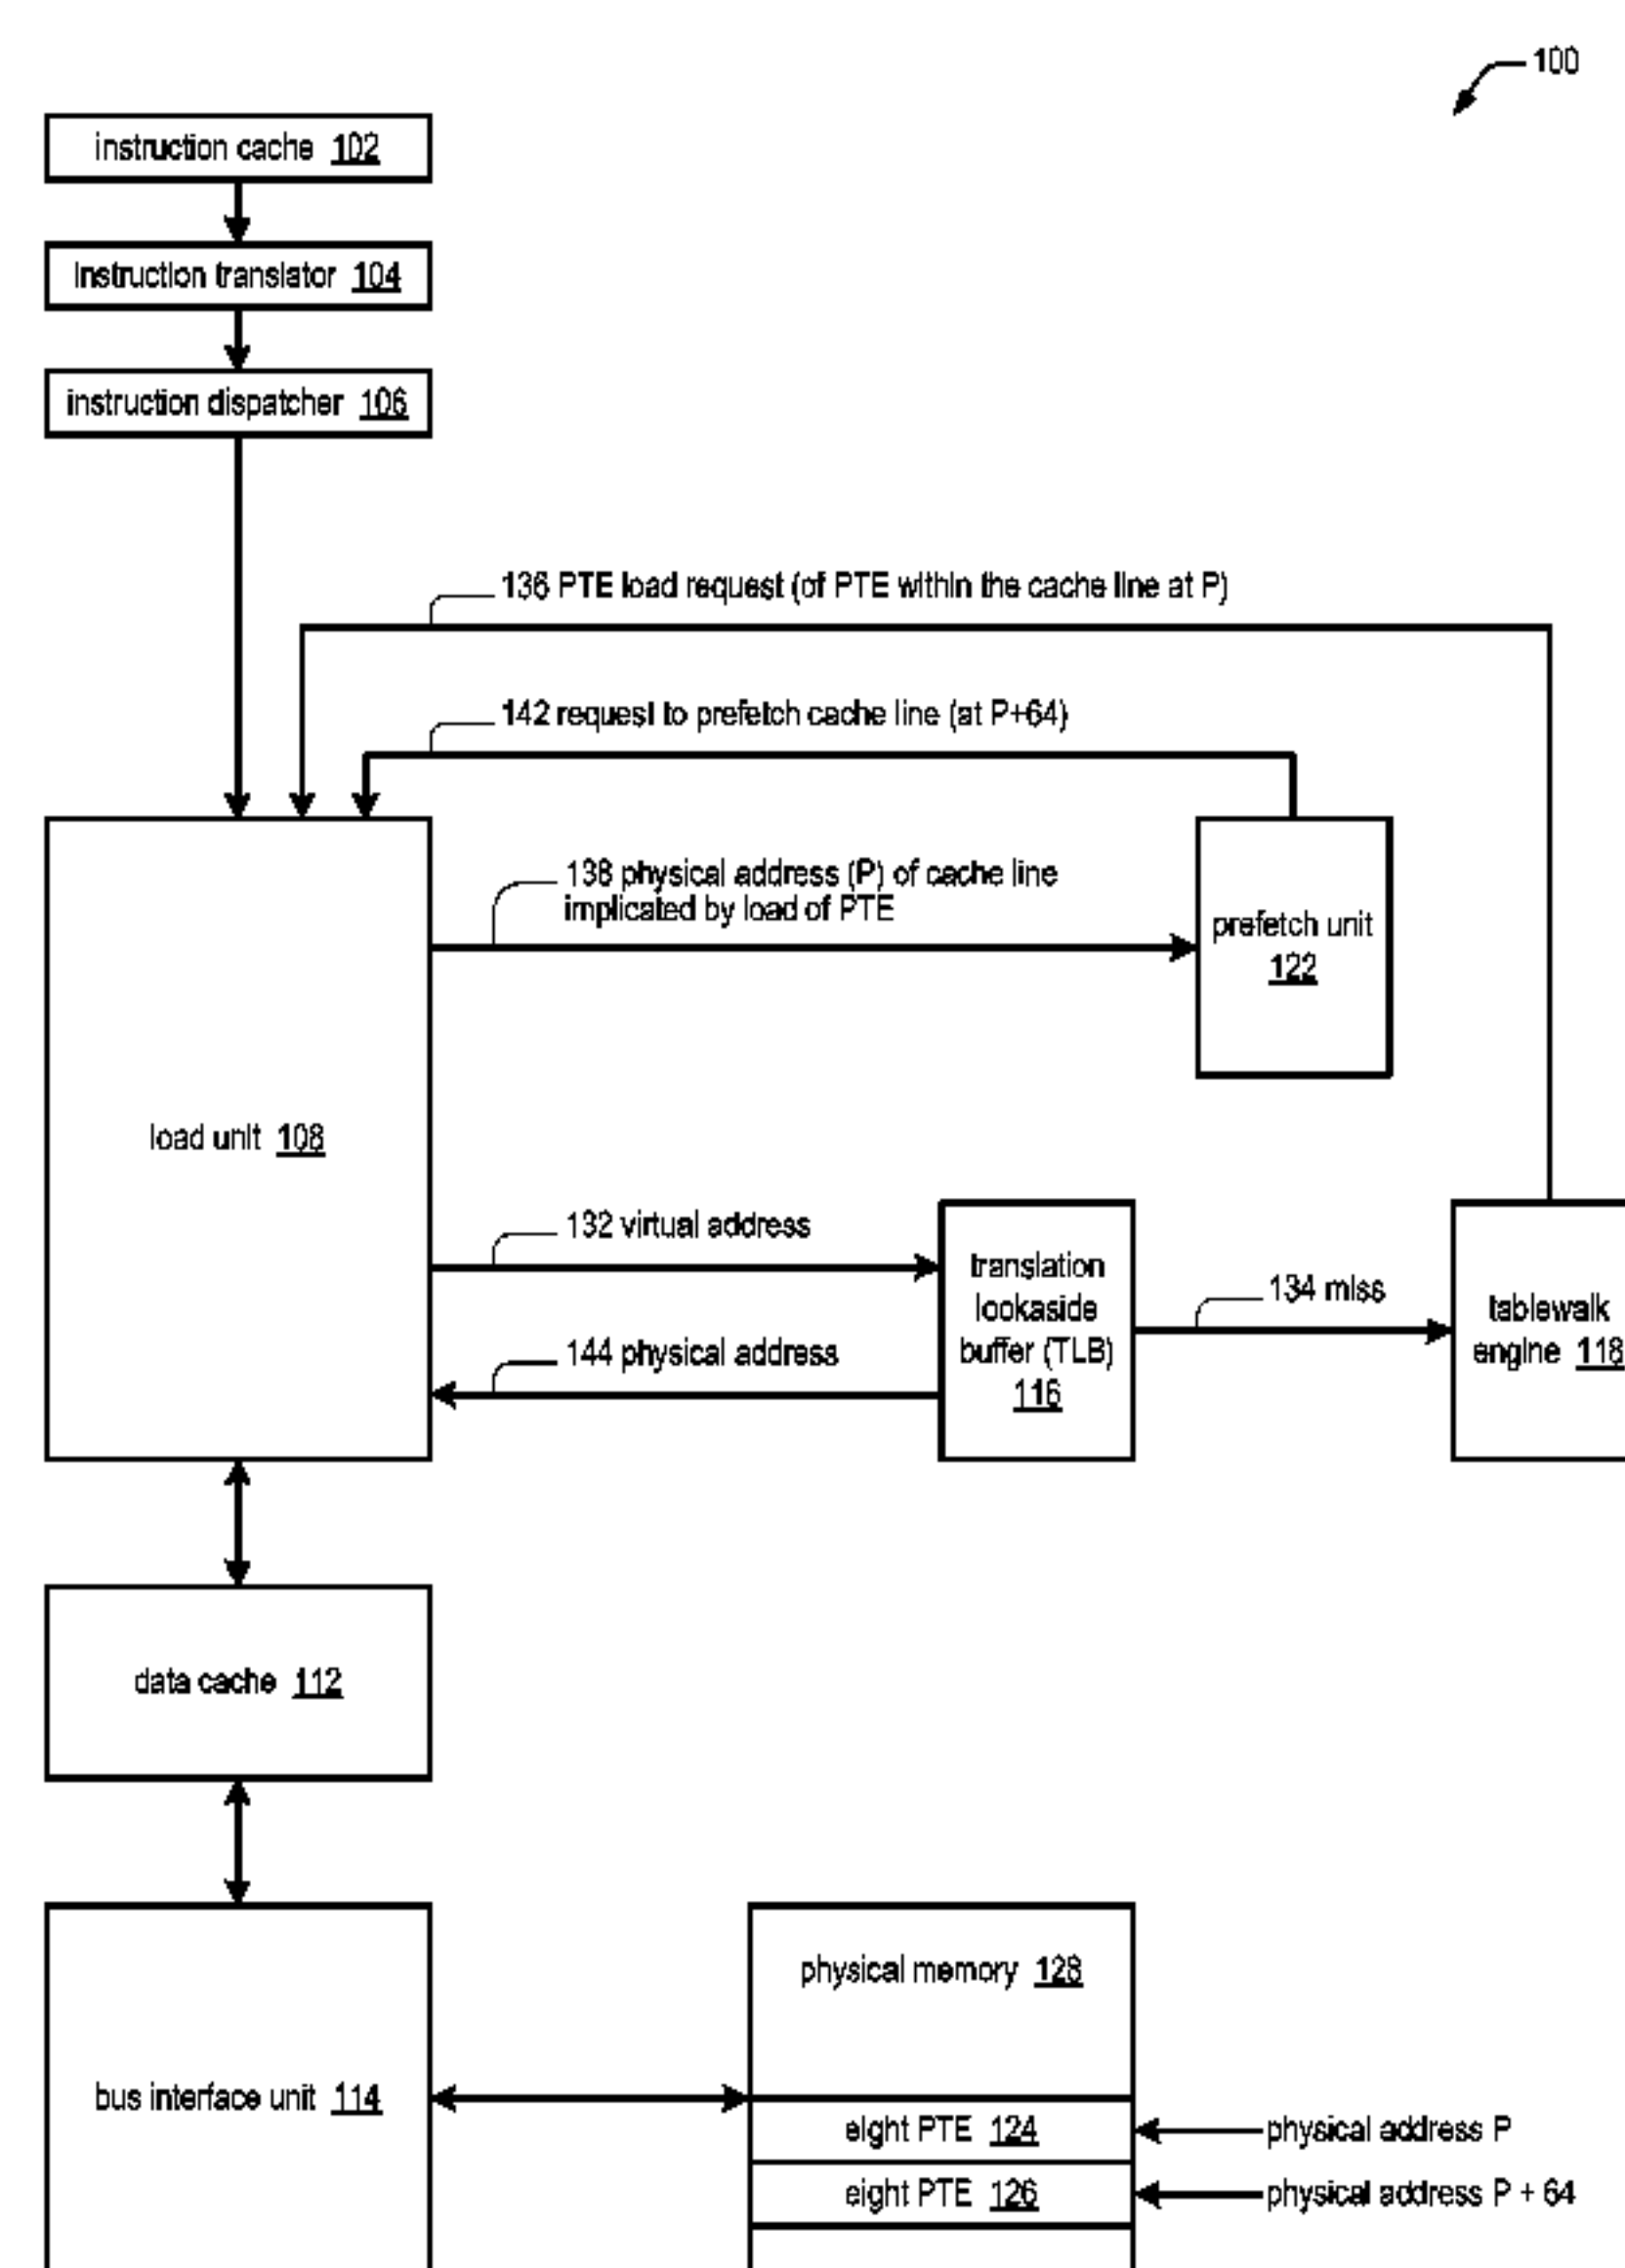 100
instruction cache 102
instruction translator 104
instruction dispatcher 106
136 PTE load request (of PTE within the cache line at P)
142 request to prefetch cache line (at P+64)
138 physical address (P) of cache line
implicated by load of PTE
prefetch unit
122
load unit 108
132 virtual address
144 physical address
translation
lookaside
buffer (TLB)
116
134 miss
tablewalk
engine 118
data cache 112
physical memory 128
bus interface unit 114
eight PTE 124
physical address P
eight PTE 126
physical address P + 64